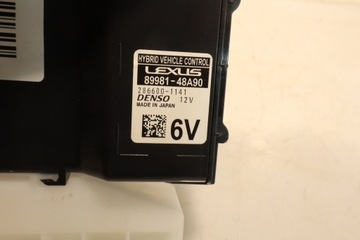 HYBRID VEHICLE CONTROL
LEXUS
89981-48A90
286600-1141
DENSO 12V
MADE IN JAPAN
6V